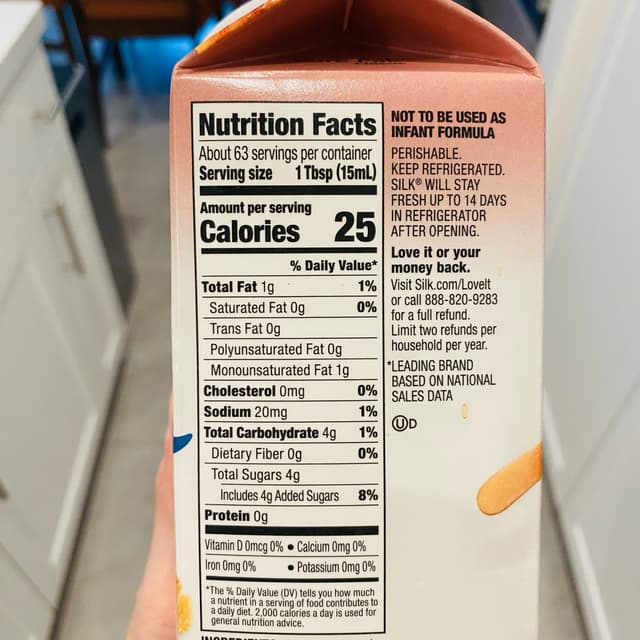 Nutrition Facts
About 63 servings per container
Serving size 1 Tbsp (15mL)
Amount per serving
Calories 25
% Daily Value*
Total Fat 1g 1%
Saturated Fat 0g 0%
Trans Fat 0g
Polyunsaturated Fat 0g
Monounsaturated Fat 1g
Cholesterol 0mg 0%
Sodium 20mg 1%
Total Carbohydrate 4g 1%
Dietary Fiber 0g 0%
Total Sugars 4g
Includes 4g Added Sugars 8%
Protein 0g
Vitamin D 0mcg 0% • Calcium 0mg 0%
Iron 0mg 0% • Potassium 0mg 0%
*The % Daily Value (DV) tells you how much
a nutrient in a serving of food contributes to
a daily diet. 2,000 calories a day is used for
general nutrition advice.
NOT TO BE USED AS
INFANT FORMULA
PERISHABLE.
KEEP REFRIGERATED.
SILK® WILL STAY
FRESH UP TO 14 DAYS
IN REFRIGERATOR
AFTER OPENING.
Love it or your
money back.
Visit Silk.com/LoveIt
or call 888-820-9283
for a full refund.
Limit two refunds per
household per year.
*LEADING BRAND
BASED ON NATIONAL
SALES DATA
UD